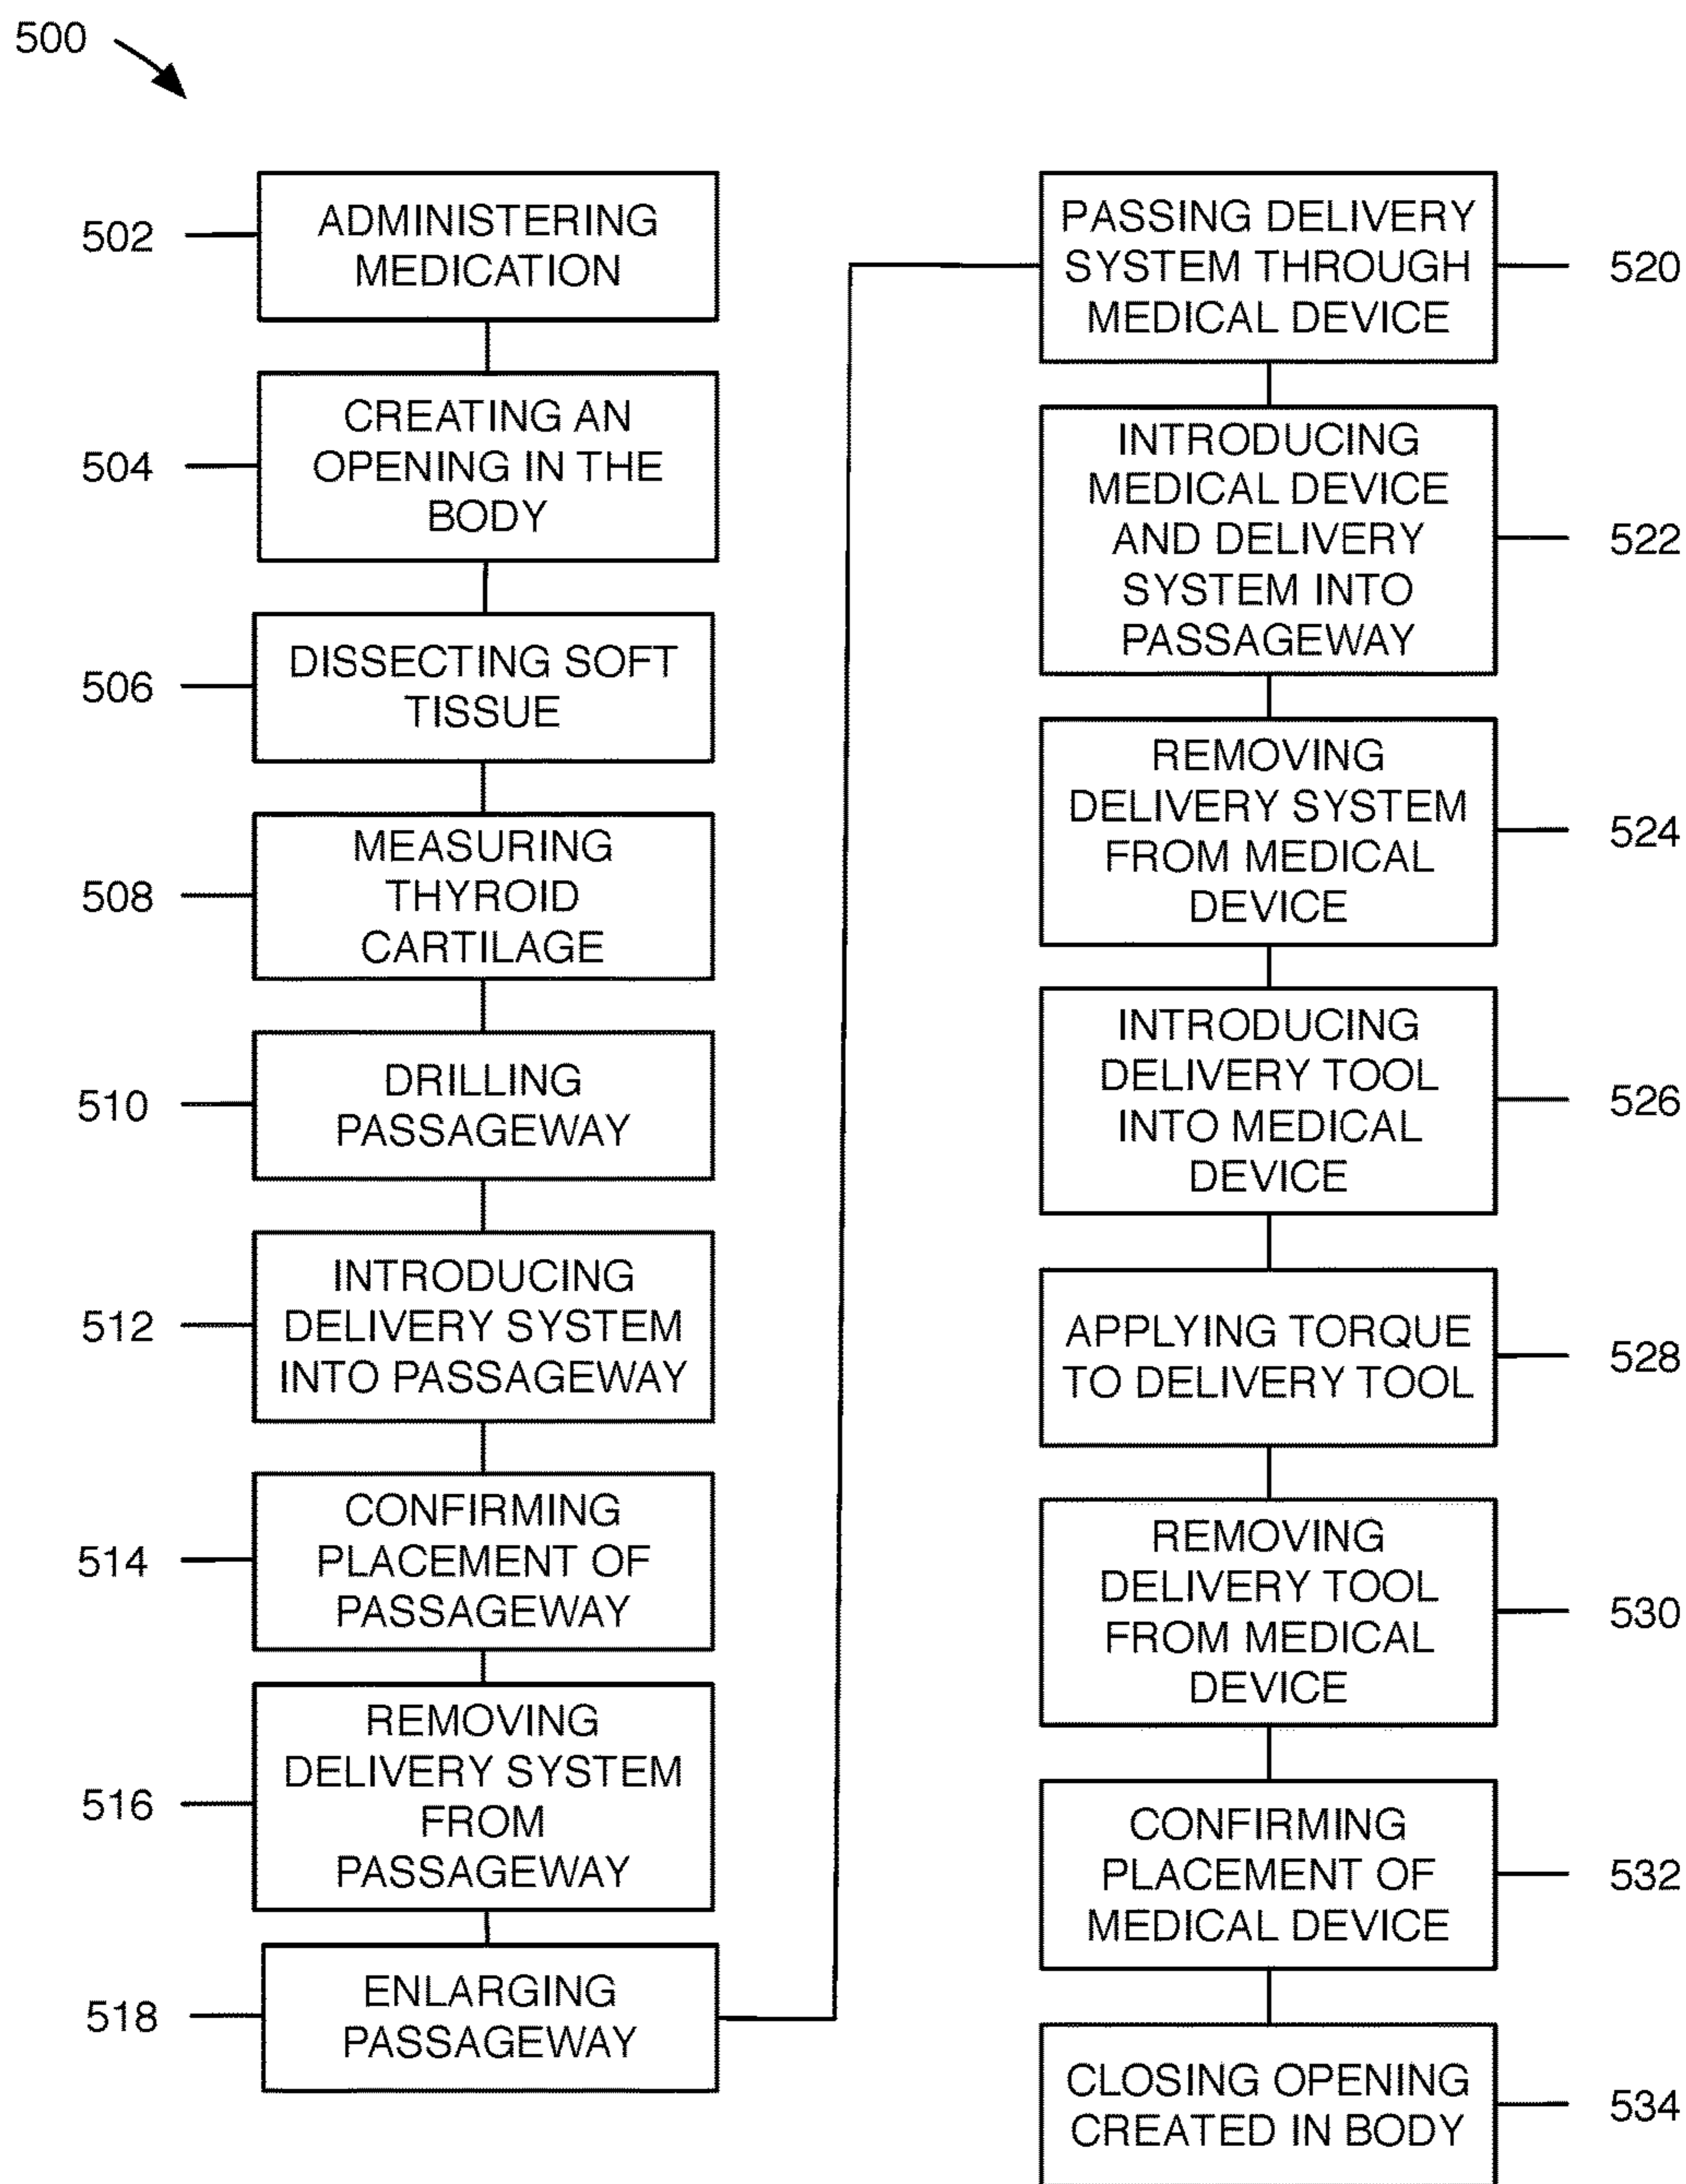 500
502
ADMINISTERING
MEDICATION
504
CREATING AN
OPENING IN THE
BODY
506
DISSECTING SOFT
TISSUE
508
MEASURING
THYROID
CARTILAGE
510
DRILLING
PASSAGEWAY
512
INTRODUCING
DELIVERY SYSTEM
INTO PASSAGEWAY
514
CONFIRMING
PLACEMENT OF
PASSAGEWAY
516
REMOVING
DELIVERY SYSTEM
FROM
PASSAGEWAY
518
ENLARGING
PASSAGEWAY
PASSING DELIVERY
SYSTEM THROUGH
MEDICAL DEVICE
520
INTRODUCING
MEDICAL DEVICE
AND DELIVERY
SYSTEM INTO
PASSAGEWAY
522
REMOVING
DELIVERY SYSTEM
FROM MEDICAL
DEVICE
524
INTRODUCING
DELIVERY TOOL
INTO MEDICAL
DEVICE
526
APPLYING TORQUE
TO DELIVERY TOOL
528
REMOVING
DELIVERY TOOL
FROM MEDICAL
DEVICE
530
CONFIRMING
PLACEMENT OF
MEDICAL DEVICE
532
CLOSING OPENING
CREATED IN BODY
534